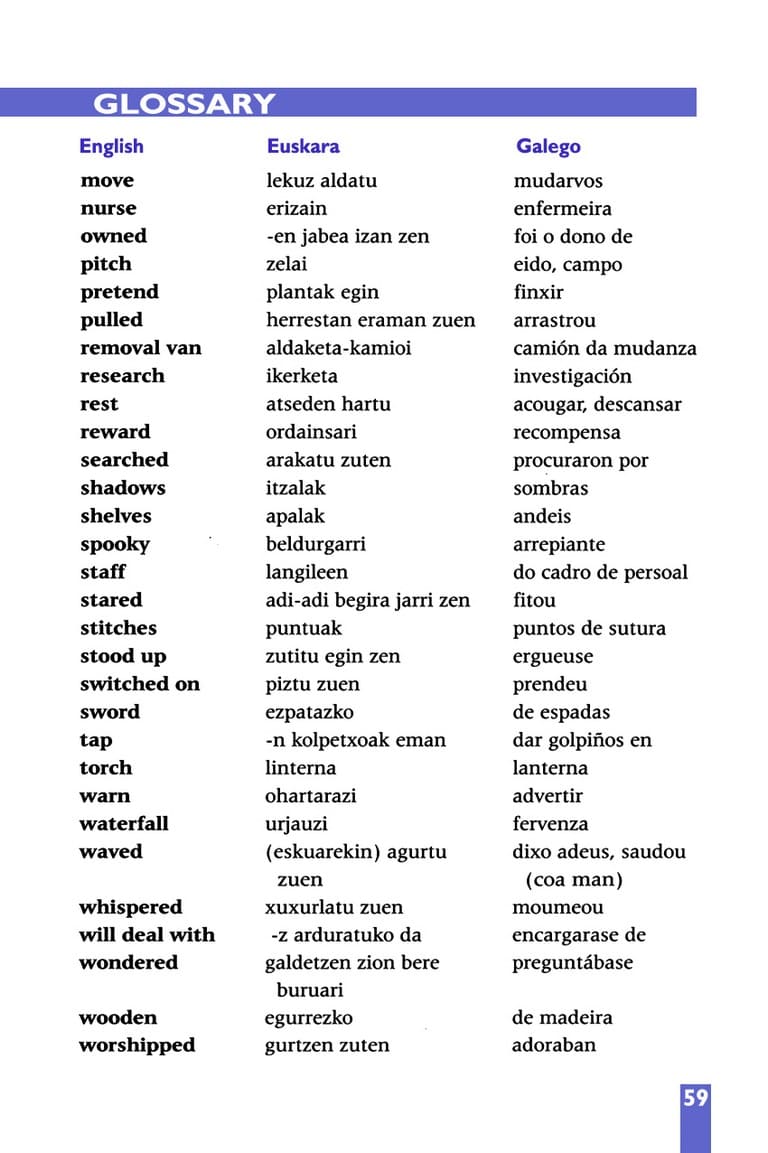 GLOSSARY
English Euskara Galego
move lekuz aldatu mudarvos
nurse erizain enfermeira
owned -en jabea izan zen foi o dono de
pitch zelai eido, campo
pretend plantak egin finxir
pulled herrestan eraman zuen arrastrou
removal van aldaketa-kamioi camión da mudanza
research ikerketa investigación
rest atseden hartu acougar, descansar
reward ordainsari recompensa
searched arakatu zuten procuraron por
shadows itzalak sombras
shelves apalak andeis
spooky beldurgarri arrepiante
staff langileen do cadro de persoal
stared adi-adi begira jarri zen fitou
stitches puntuak puntos de sutura
stood up zutitu egin zen ergueuse
switched on piztu zuen prendeu
sword ezpatazko de espadas
tap -n kolpetxoak eman dar golpiños en
torch linterna lanterna
warn ohartarazi advertir
waterfall urjauzi fervenza
waved (eskuarekin) agurtu dixo adeus, saudou
zuen (coa man)
whispered xuxurlatu zuen moumeou
will deal with -z arduratuko da encargarase de
wondered galdetzen zion bere preguntábase
buruari
wooden egurrezko de madeira
worshipped gurtzen zuten adoraban
59